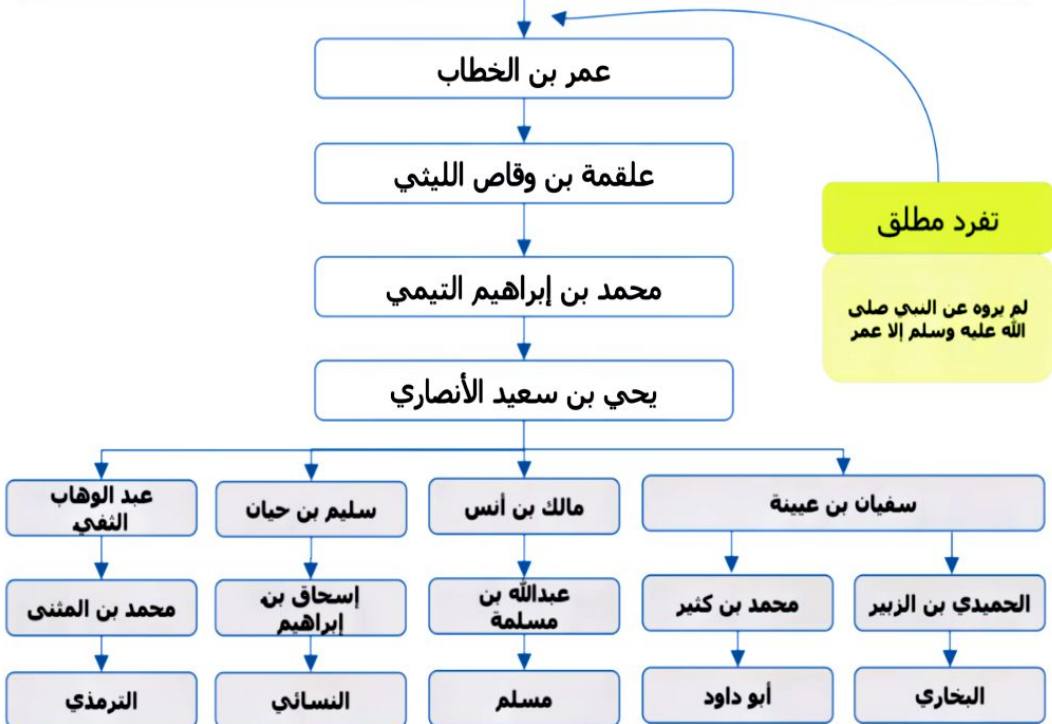 عمر بن الخطاب
علقمة بن وقاص الليثي
تفرد مطلق
لم يروه عن النبي صلى
الله عليه وسلم إلا عمر
محمد بن إبراهيم التيمي
يحي بن سعيد الأنصاري
سفيان بن عيينة
مالك بن أنس
سليم بن حيان
عبد الوهاب
الثفي
الحميدي بن الزبير
محمد بن كثير
عبدالله بن
مسلمة
إسحاق بن
إبراهيم
محمد بن المثنى
البخاري
أبو داود
مسلم
النسائي
الترمذي